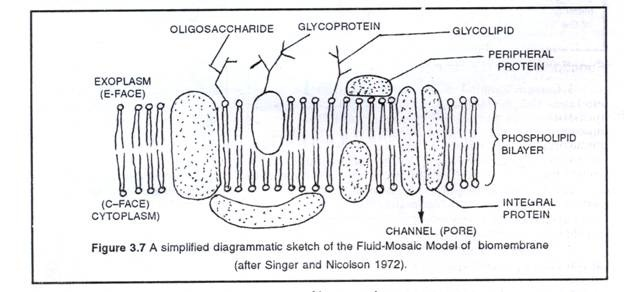 OLIGOSACCHARIDE
GLYCOPROTEIN
GLYCOLIPID
PERIPHERAL
PROTEIN
EXOPLASM
(E-FACE)
PHOSPHOLIPID
BILAYER
(C-FACE)
CYTOPLASM)
INTEGRAL
PROTEIN
CHANNEL (PORE)
Figure 3.7 A simplified diagrammatic sketch of the Fluid-Mosaic Model of biomembrane
(after Singer and Nicolson 1972).